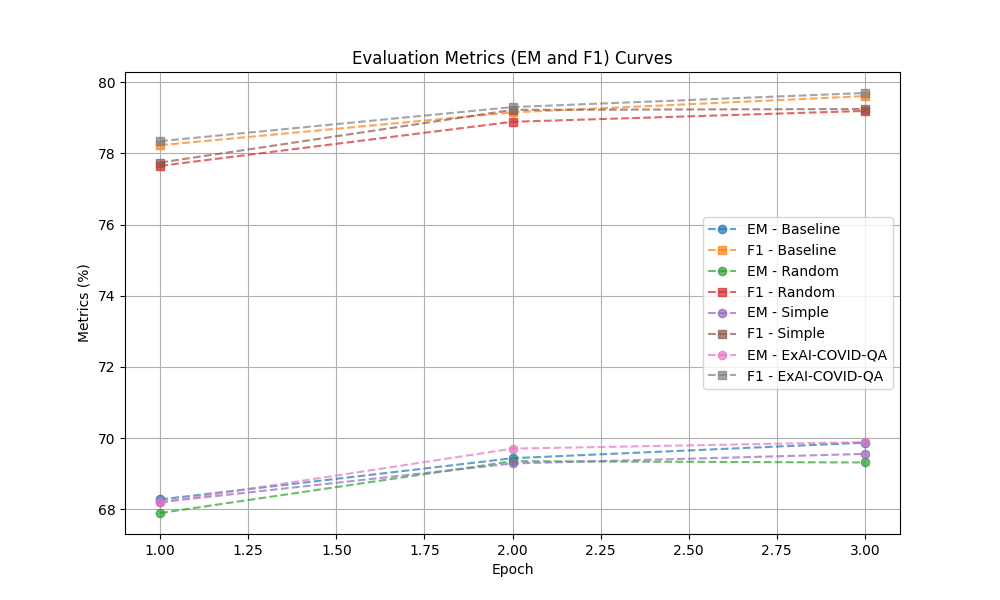 Evaluation Metrics (EM and F1) Curves
Metrics (%)
80
78
76
74
72
70
68
EM - Baseline
F1 - Baseline
EM - Random
F1 - Random
EM - Simple
F1 - Simple
EM - ExAI-COVID-QA
F1 - ExAI-COVID-QA
1.00 1.25 1.50 1.75 2.00 2.25 2.50 2.75 3.00
Epoch